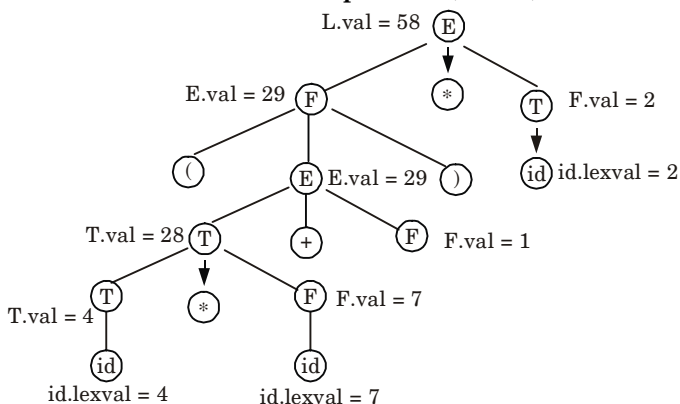 L.val = 58 E
E.val = 29 F * T F.val = 2
( E E.val = 29 ) id id.lexval = 2
T.val = 28 T + F F.val = 1
T.val = 4 T * F F.val = 7
id id
id.lexval = 4 id.lexval = 7